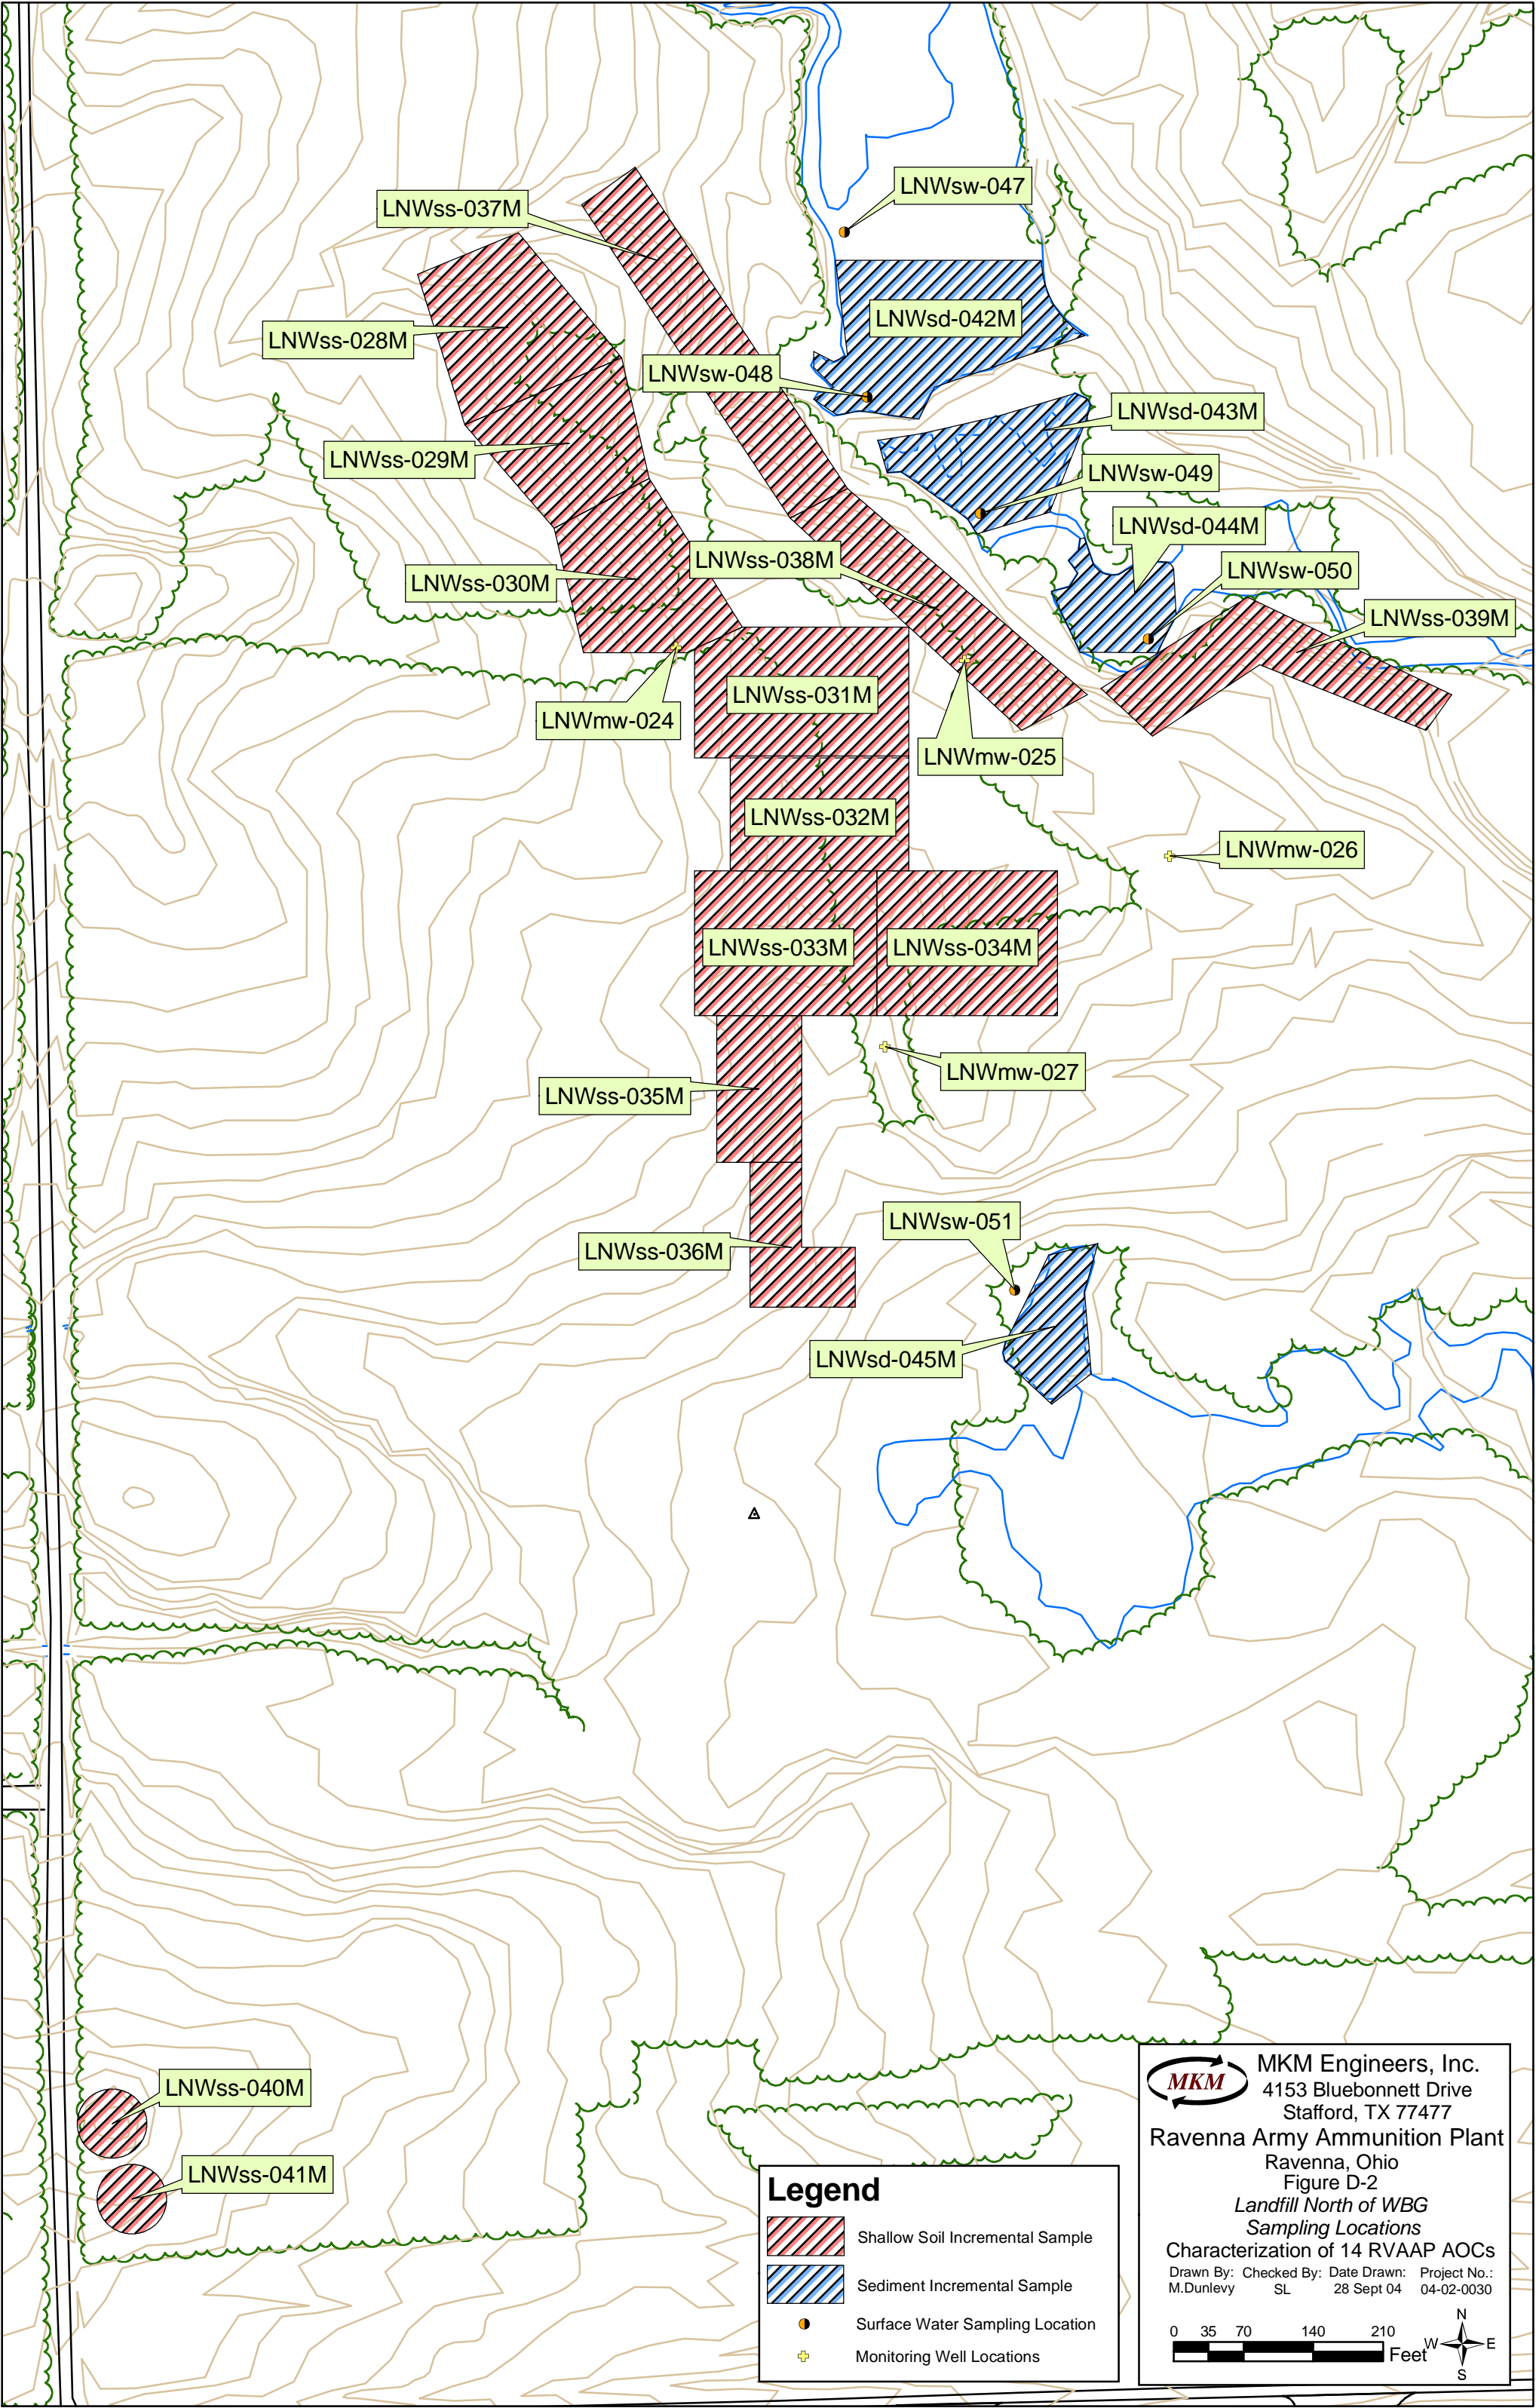 LNWsw-047
LNWss-037M
LNWsd-042M
LNWss-028M
LNWsw-048
LNWsd-043M
LNWss-029M
LNWsw-049
LNWsd-044M
LNWss-038M
LNWsw-050
LNWss-030M
LNWss-039M
LNWss-031M
LNWmw-024
LNWmw-025
LNWss-032M
LNWmw-026
LNWss-033M
LNWss-034M
LNWmw-027
LNWss-035M
LNWsw-051
LNWss-036M
LNWsd-045M
LNWss-040M
LNWss-041M
Legend
Shallow Soil Incremental Sample
Sediment Incremental Sample
Surface Water Sampling Location
Monitoring Well Locations
MKM
MKM Engineers, Inc.
4153 Bluebonnett Drive
Stafford, TX 77477
Ravenna Army Ammunition Plant
Ravenna, Ohio
Figure D-2
Landfill North of WBG
Sampling Locations
Characterization of 14 RVAAP AOCs
Drawn By: Checked By: Date Drawn: Project No.:
M.Dunlevy SL 28 Sept 04 04-02-0030
0 35 70 140 210
Feet
N
W E
S